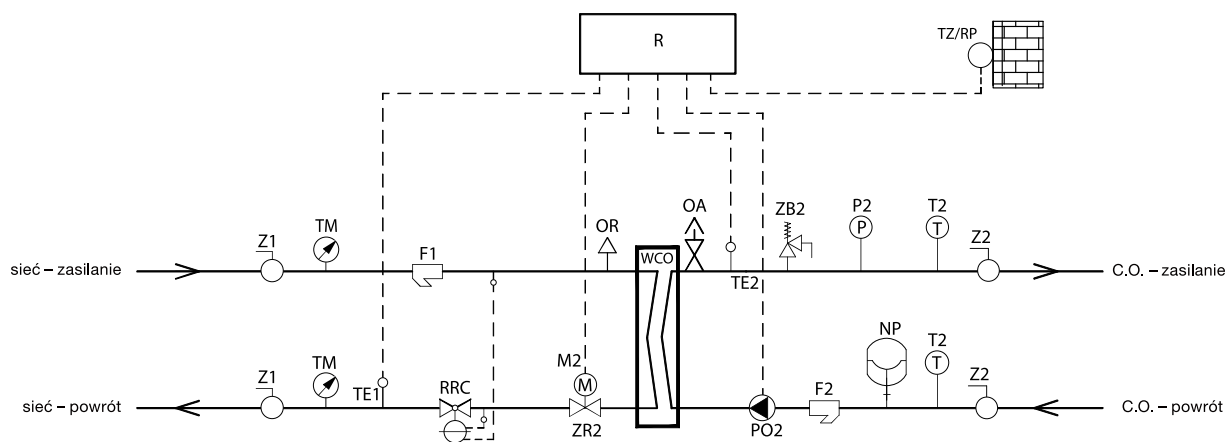 R
TZ/RP
Z1
TM
F1
OR
OA
ZB2
P2
P
T2
T
Z2
sieć – zasilanie
WCO
TE2
C.O. – zasilanie
Z1
TM
TE1
RRC
M2
M
ZR2
PO2
F2
NP
T2
T
Z2
sieć – powrót
C.O. – powrót